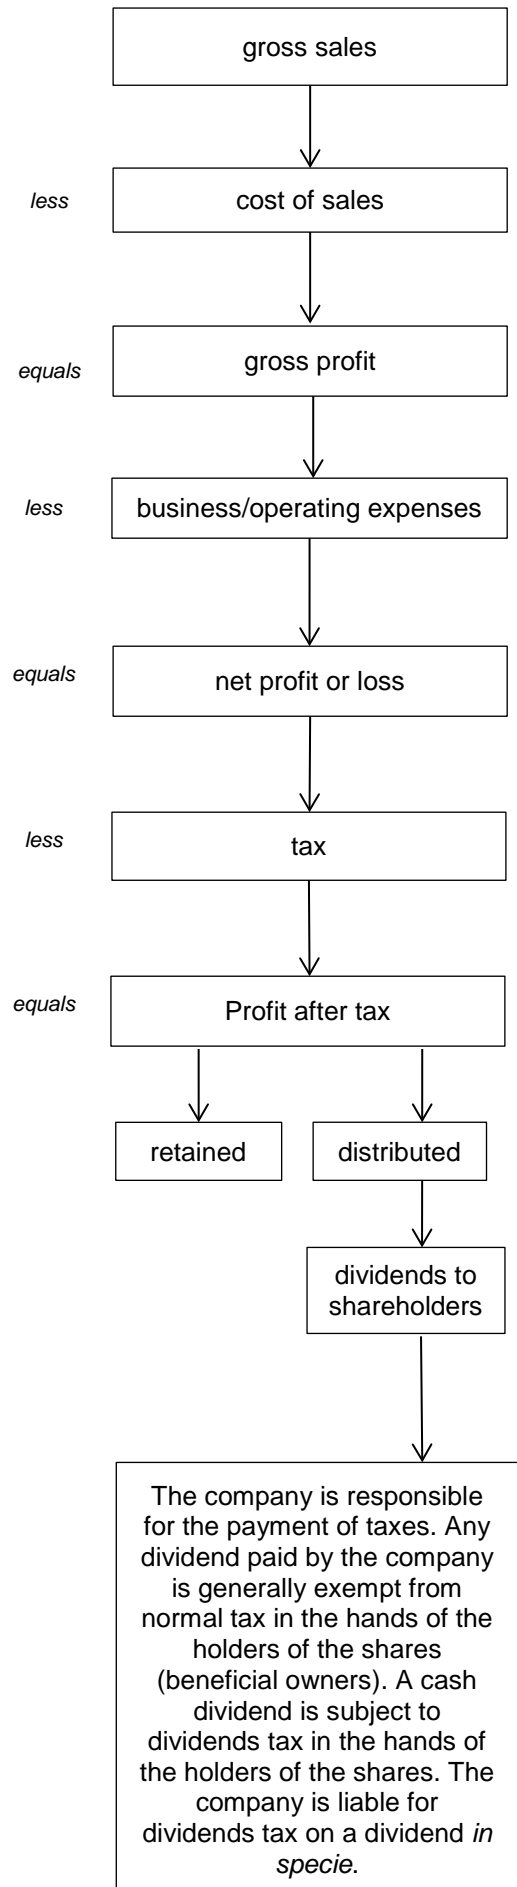 gross sales
less
cost of sales
equals
gross profit
less
business/operating expenses
equals
net profit or loss
less
tax
equals
Profit after tax
retained
distributed
dividends to
shareholders
The company is responsible
for the payment of taxes. Any
dividend paid by the company
is generally exempt from
normal tax in the hands of the
holders of the shares
(beneficial owners). A cash
dividend is subject to
dividends tax in the hands of
the holders of the shares. The
company is liable for
dividends tax on a dividend in
specie.